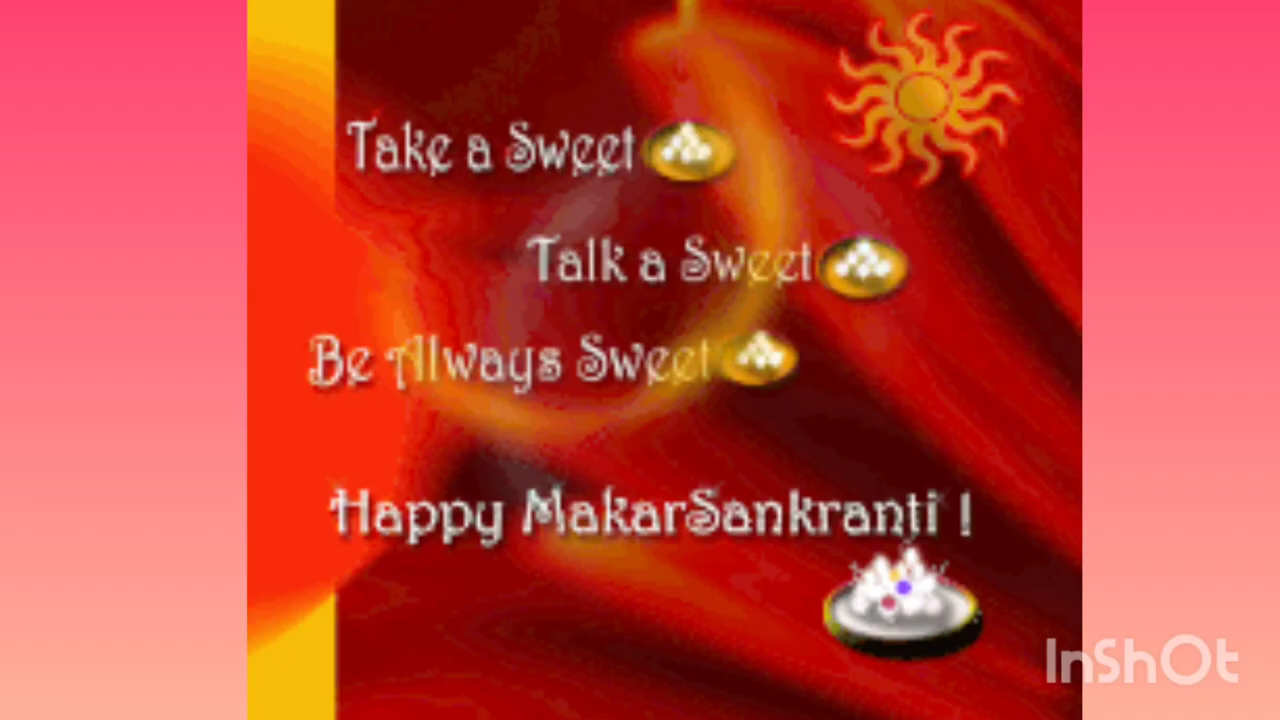 Take a Sweet
Talk a Sweet
Be Always Sweet
Happy MakarSankranti !
InShOt